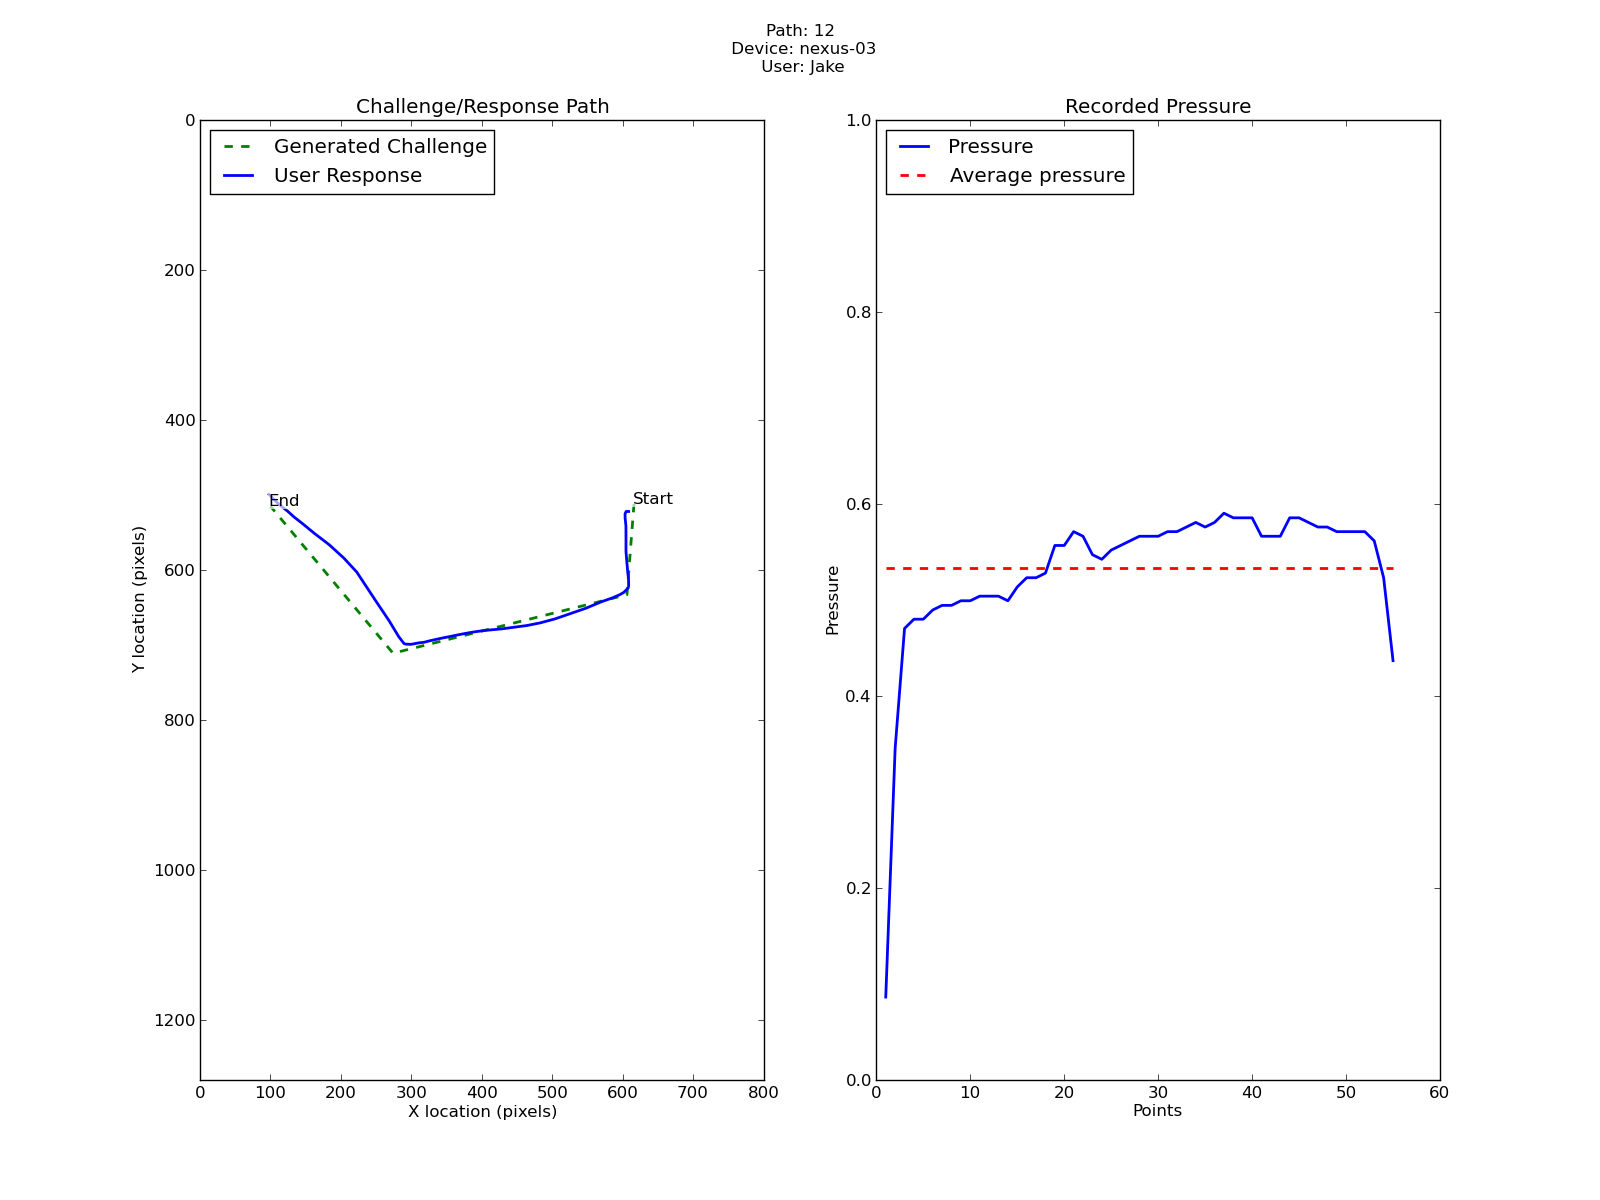 Path: 12
Device: nexus-03
User: Jake
Challenge/Response Path
Generated Challenge
User Response
0
200
400
600
800
1000
1200
Y location (pixels)
End
Start
0 100 200 300 400 500 600 700 800
X location (pixels)
Recorded Pressure
Pressure
Average pressure
1.0
0.8
0.6
0.4
0.2
0.0
Pressure
0 10 20 30 40 50 60
Points